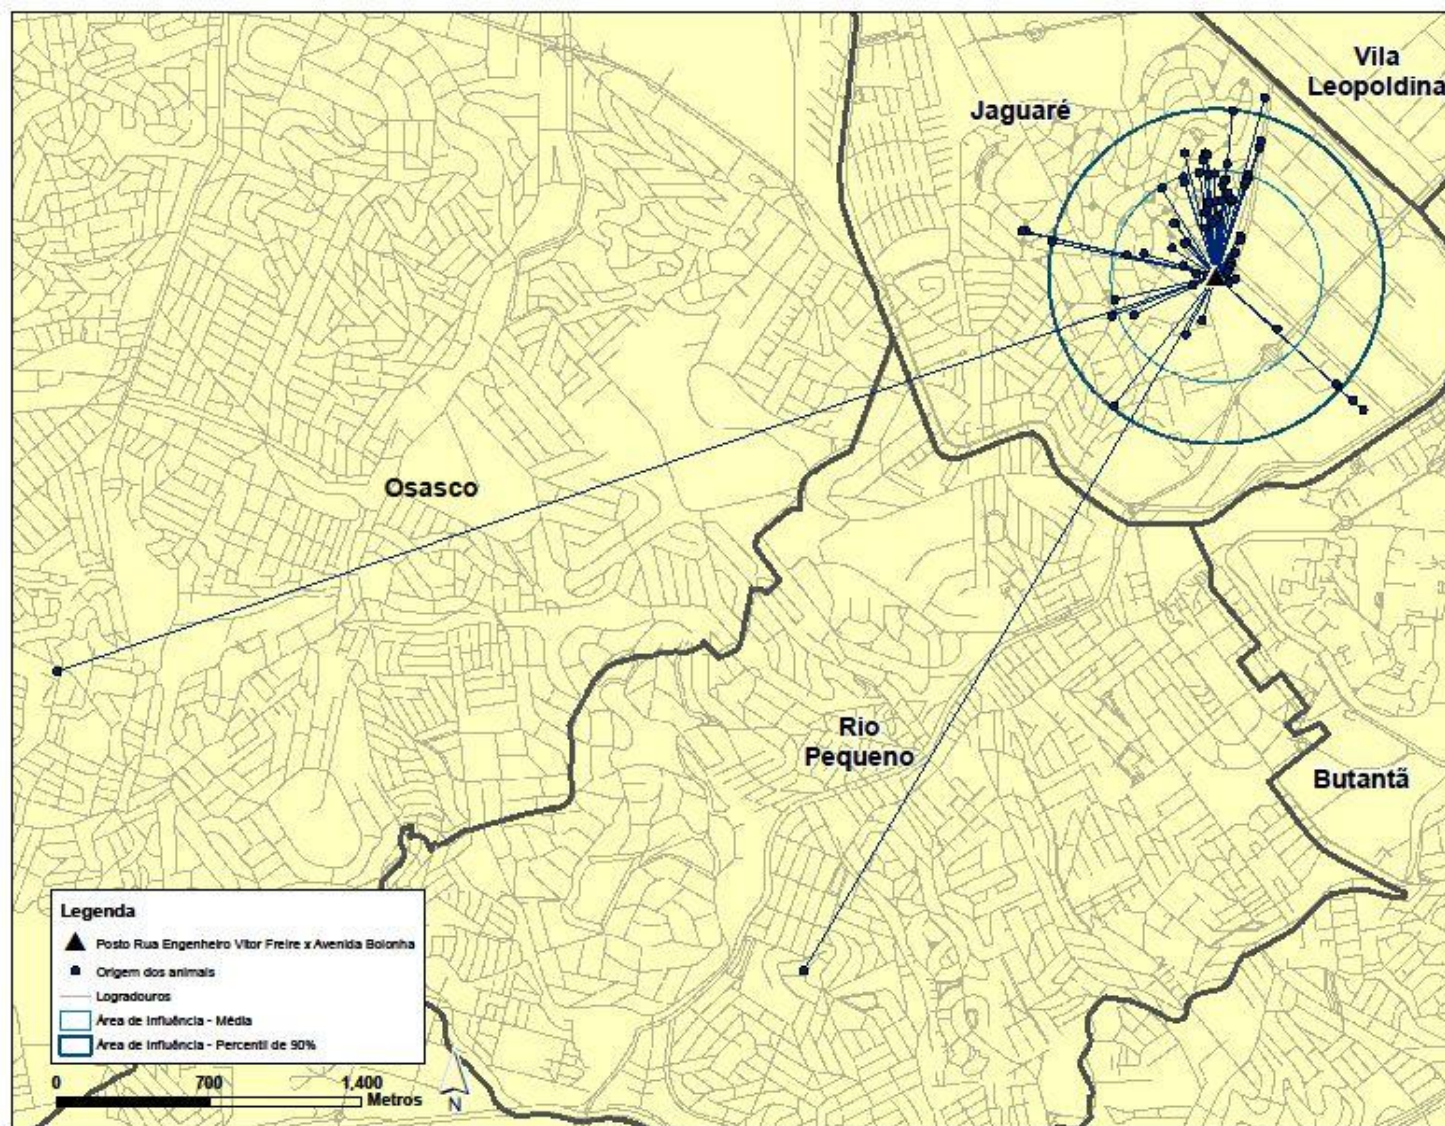 Vila
Leopoldina
Jaguaré
Osasco
Rio
Pequeno
Butantã
Legenda
Posto Rua Engenheiro Vitor Freire x Avenida Bolonha
Origem dos animais
Logradouros
Área de Influência - Média
Área de Influência - Percentil de 90%
0 700 1,400
Metros
N